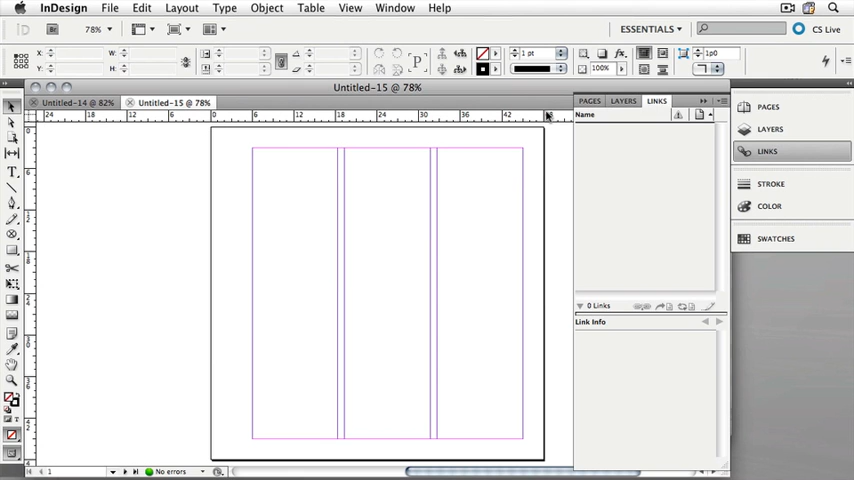 InDesign File Edit Layout Type Object Table View Window Help
Br 78% ESSENTIALS CS Live
X: W: 1 pt fx 1p0
Y: H: P 100%
Untitled-15 @ 78%
Untitled-14 @ 82% Untitled-15 @ 78% PAGES LAYERS LINKS PAGES
24 18 12 6 0 6 12 18 24 30 36 42 Name
LAYERS
LINKS
STROKE
COLOR
SWATCHES
0 Links
Link Info
1 No errors